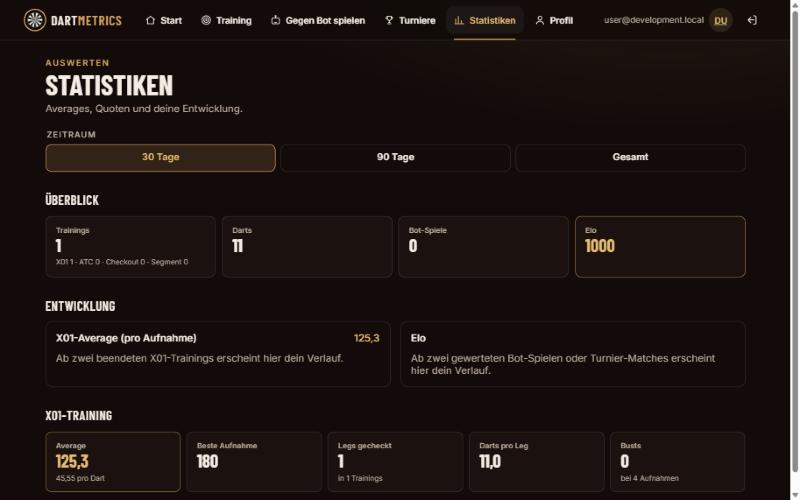 DARTMETRICS
Start
Training
Gegen Bot spielen
Turniere
Statistiken
Profil
user@development.local
DU
AUSWERTEN
STATISTIKEN
Averages, Quoten und deine Entwicklung.
ZEITRAUM
30 Tage
90 Tage
Gesamt
ÜBERBLICK
Trainings
1
X01 1 · ATC 0 · Checkout 0 · Segment 0
Darts
11
Bot-Spiele
0
Elo
1000
ENTWICKLUNG
X01-Average (pro Aufnahme) 125,3
Ab zwei beendeten X01-Trainings erscheint hier dein Verlauf.
Elo
Ab zwei gewerteten Bot-Spielen oder Turnier-Matches erscheint
hier dein Verlauf.
X01-TRAINING
Average
125,3
45,55 pro Dart
Beste Aufnahme
180
Legs gecheckt
1
in 1 Trainings
Darts pro Leg
11,0
Busts
0
bei 4 Aufnahmen